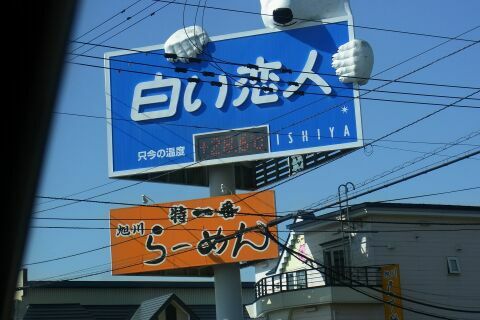 白い恋人
ISHIYA
只今の温度
特一番
旭川
らーめん